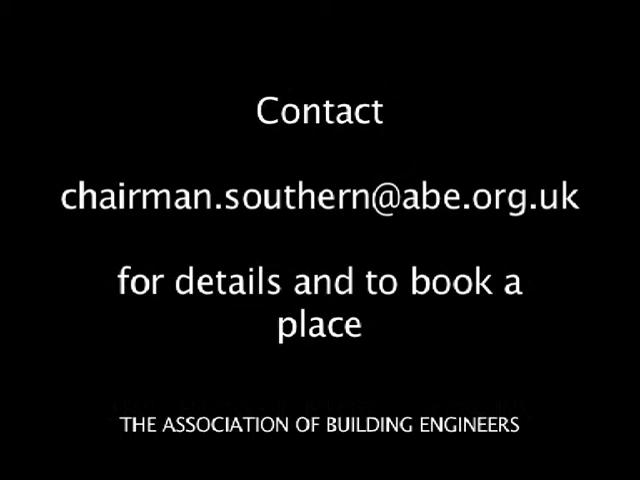 Contact
chairman.southern@abe.org.uk
for details and to book a
place
THE ASSOCIATION OF BUILDING ENGINEERS